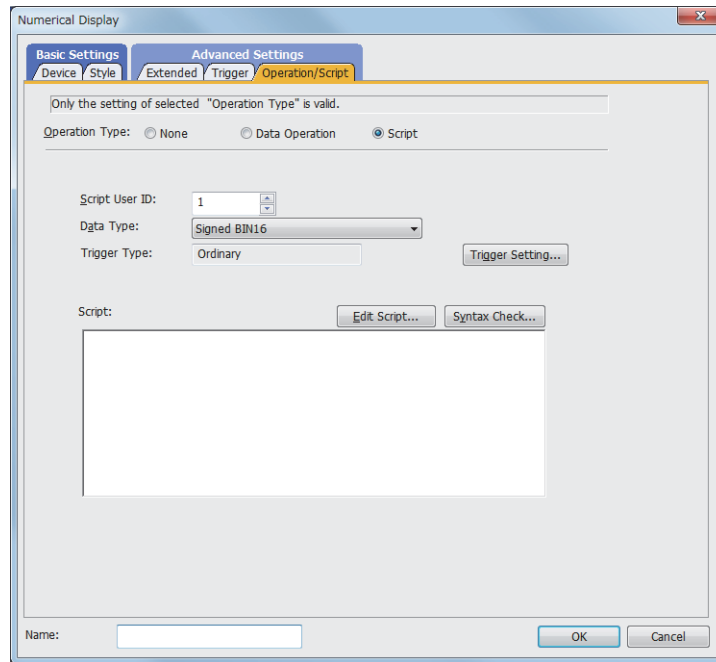 Numerical Display
Basic Settings Advanced Settings
Device Style Extended Trigger Operation/Script
Only the setting of selected "Operation Type" is valid.
Operation Type: None Data Operation Script
Script User ID: 1
Data Type: Signed BIN16
Trigger Type: Ordinary Trigger Setting...
Script: Edit Script... Syntax Check...
Name: OK Cancel